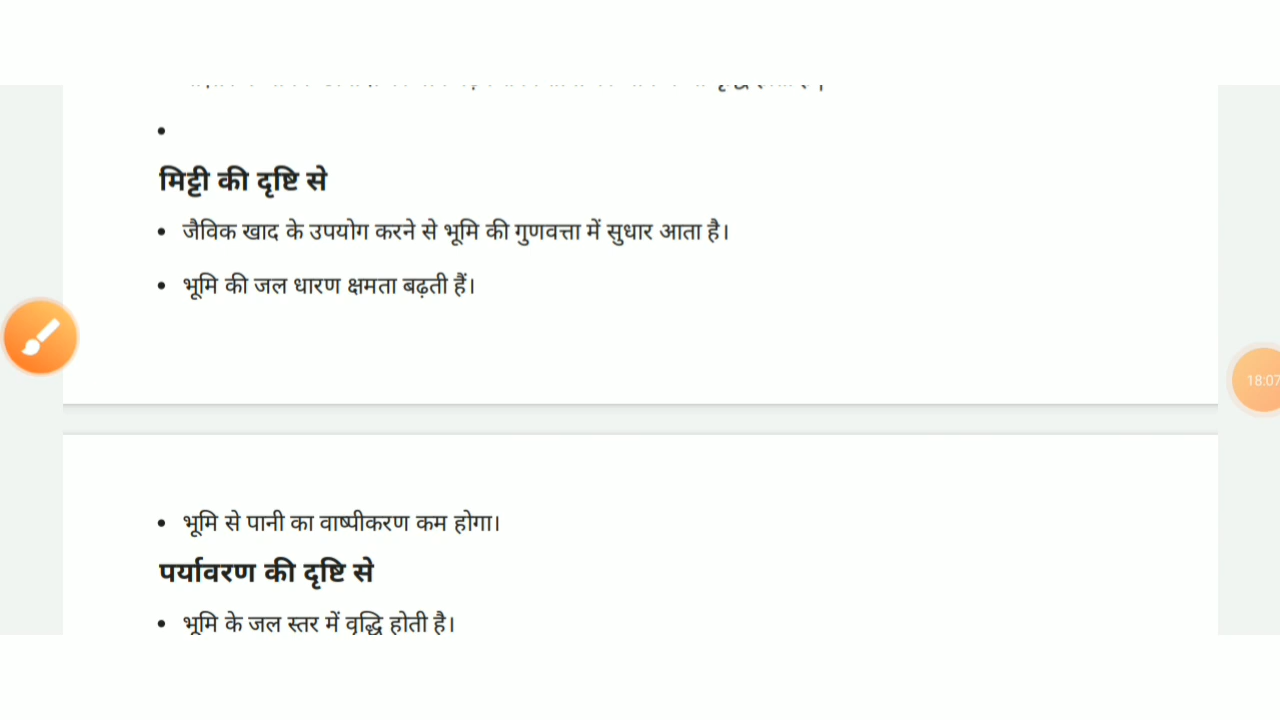 मिट्टी की दृष्टि से
• जैविक खाद के उपयोग करने से भूमि की गुणवत्ता में सुधार आता है।
• भूमि की जल धारण क्षमता बढ़ती हैं।
18:07
• भूमि से पानी का वाष्पीकरण कम होगा।
पर्यावरण की दृष्टि से
• भूमि के जल स्तर में वृद्धि होती है।